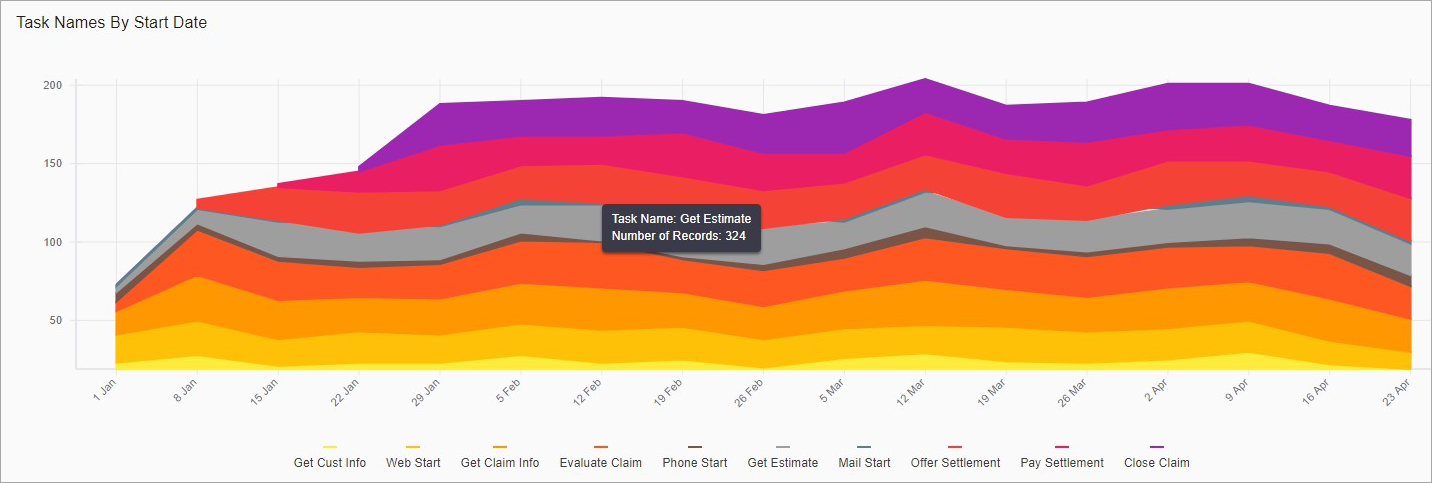 Task Names By Start Date
200
150
100
50
Task Name: Get Estimate
Number of Records: 324
1 Jan
8 Jan
15 Jan
22 Jan
29 Jan
5 Feb
12 Feb
19 Feb
26 Feb
5 Mar
12 Mar
19 Mar
26 Mar
2 Apr
9 Apr
16 Apr
23 Apr
Get Cust Info
Web Start
Get Claim Info
Evaluate Claim
Phone Start
Get Estimate
Mail Start
Offer Settlement
Pay Settlement
Close Claim